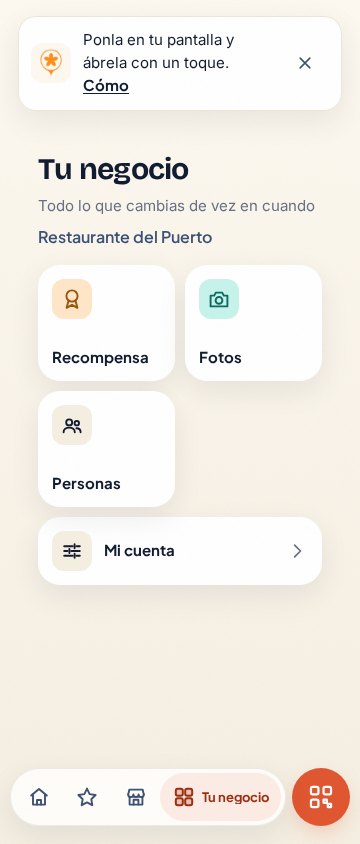 Ponla en tu pantalla y
ábrela con un toque.
Cómo
Tu negocio
Todo lo que cambias de vez en cuando
Restaurante del Puerto
Recompensa
Fotos
Personas
Mi cuenta
Tu negocio